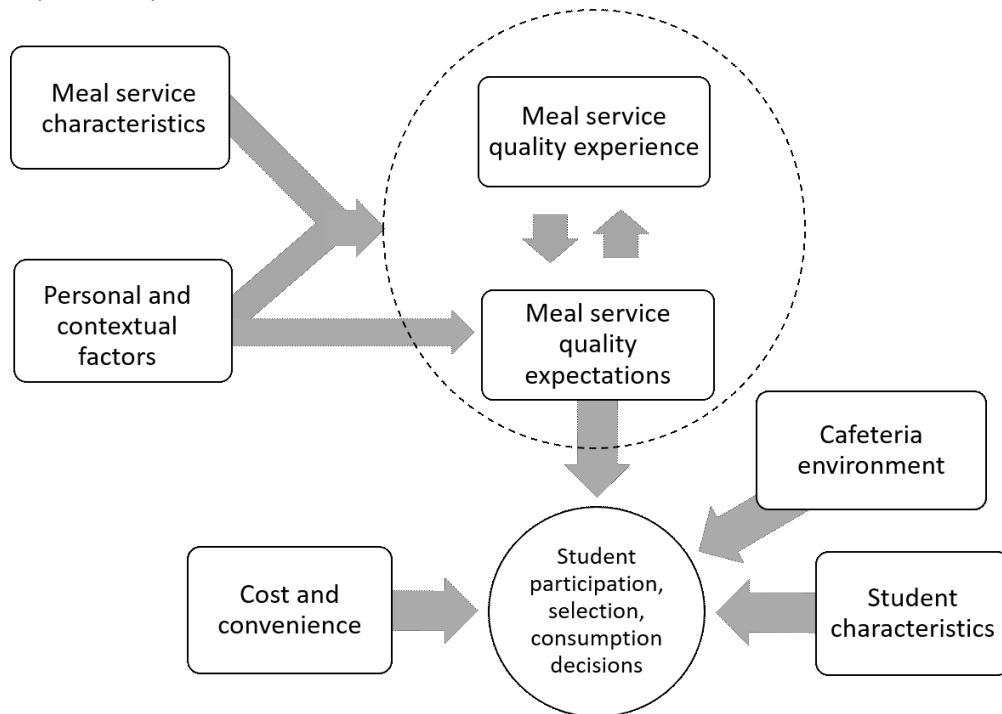 Meal service
characteristics
Meal service
quality experience
Personal and
contextual
factors
Meal service
quality
expectations
Cafeteria
environment
Cost and
convenience
Student
participation,
selection,
consumption
decisions
Student
characteristics